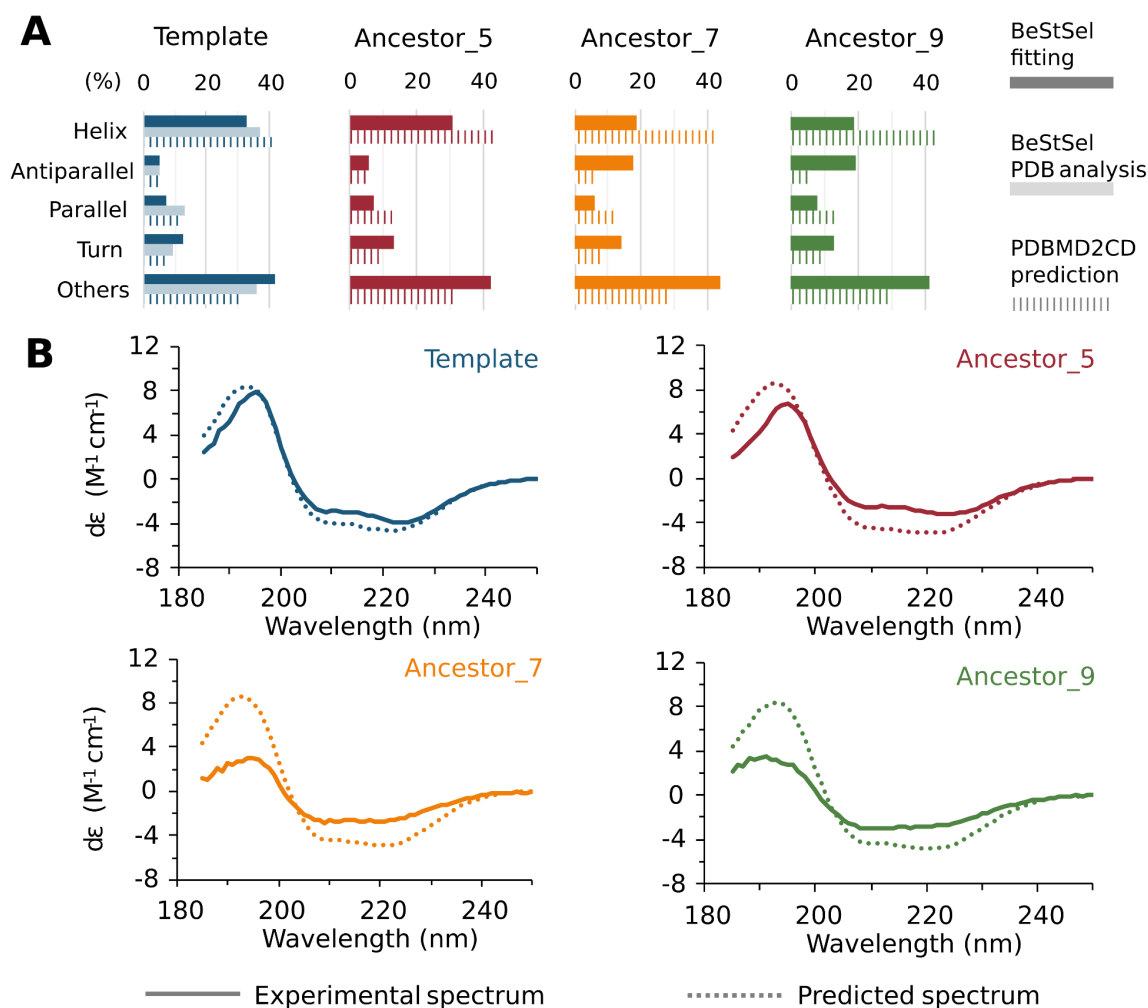 A
Template
Ancestor_5
Ancestor_7
Ancestor_9
BeStSel
fitting
(%)
0 20 40
0 20 40
0 20 40
0 20 40
Helix
Antiparallel
Parallel
Turn
Others
BeStSel
PDB analysis
PDBMD2CD
prediction
B
Template
12
8
4
0
-4
-8
dε (M-1 cm-1)
180 200 220 240
Wavelength (nm)
Ancestor_5
12
8
4
0
-4
-8
180 200 220 240
Wavelength (nm)
Ancestor_7
12
8
4
0
-4
-8
dε (M-1 cm-1)
180 200 220 240
Wavelength (nm)
Ancestor_9
12
8
4
0
-4
-8
180 200 220 240
Wavelength (nm)
Experimental spectrum
Predicted spectrum